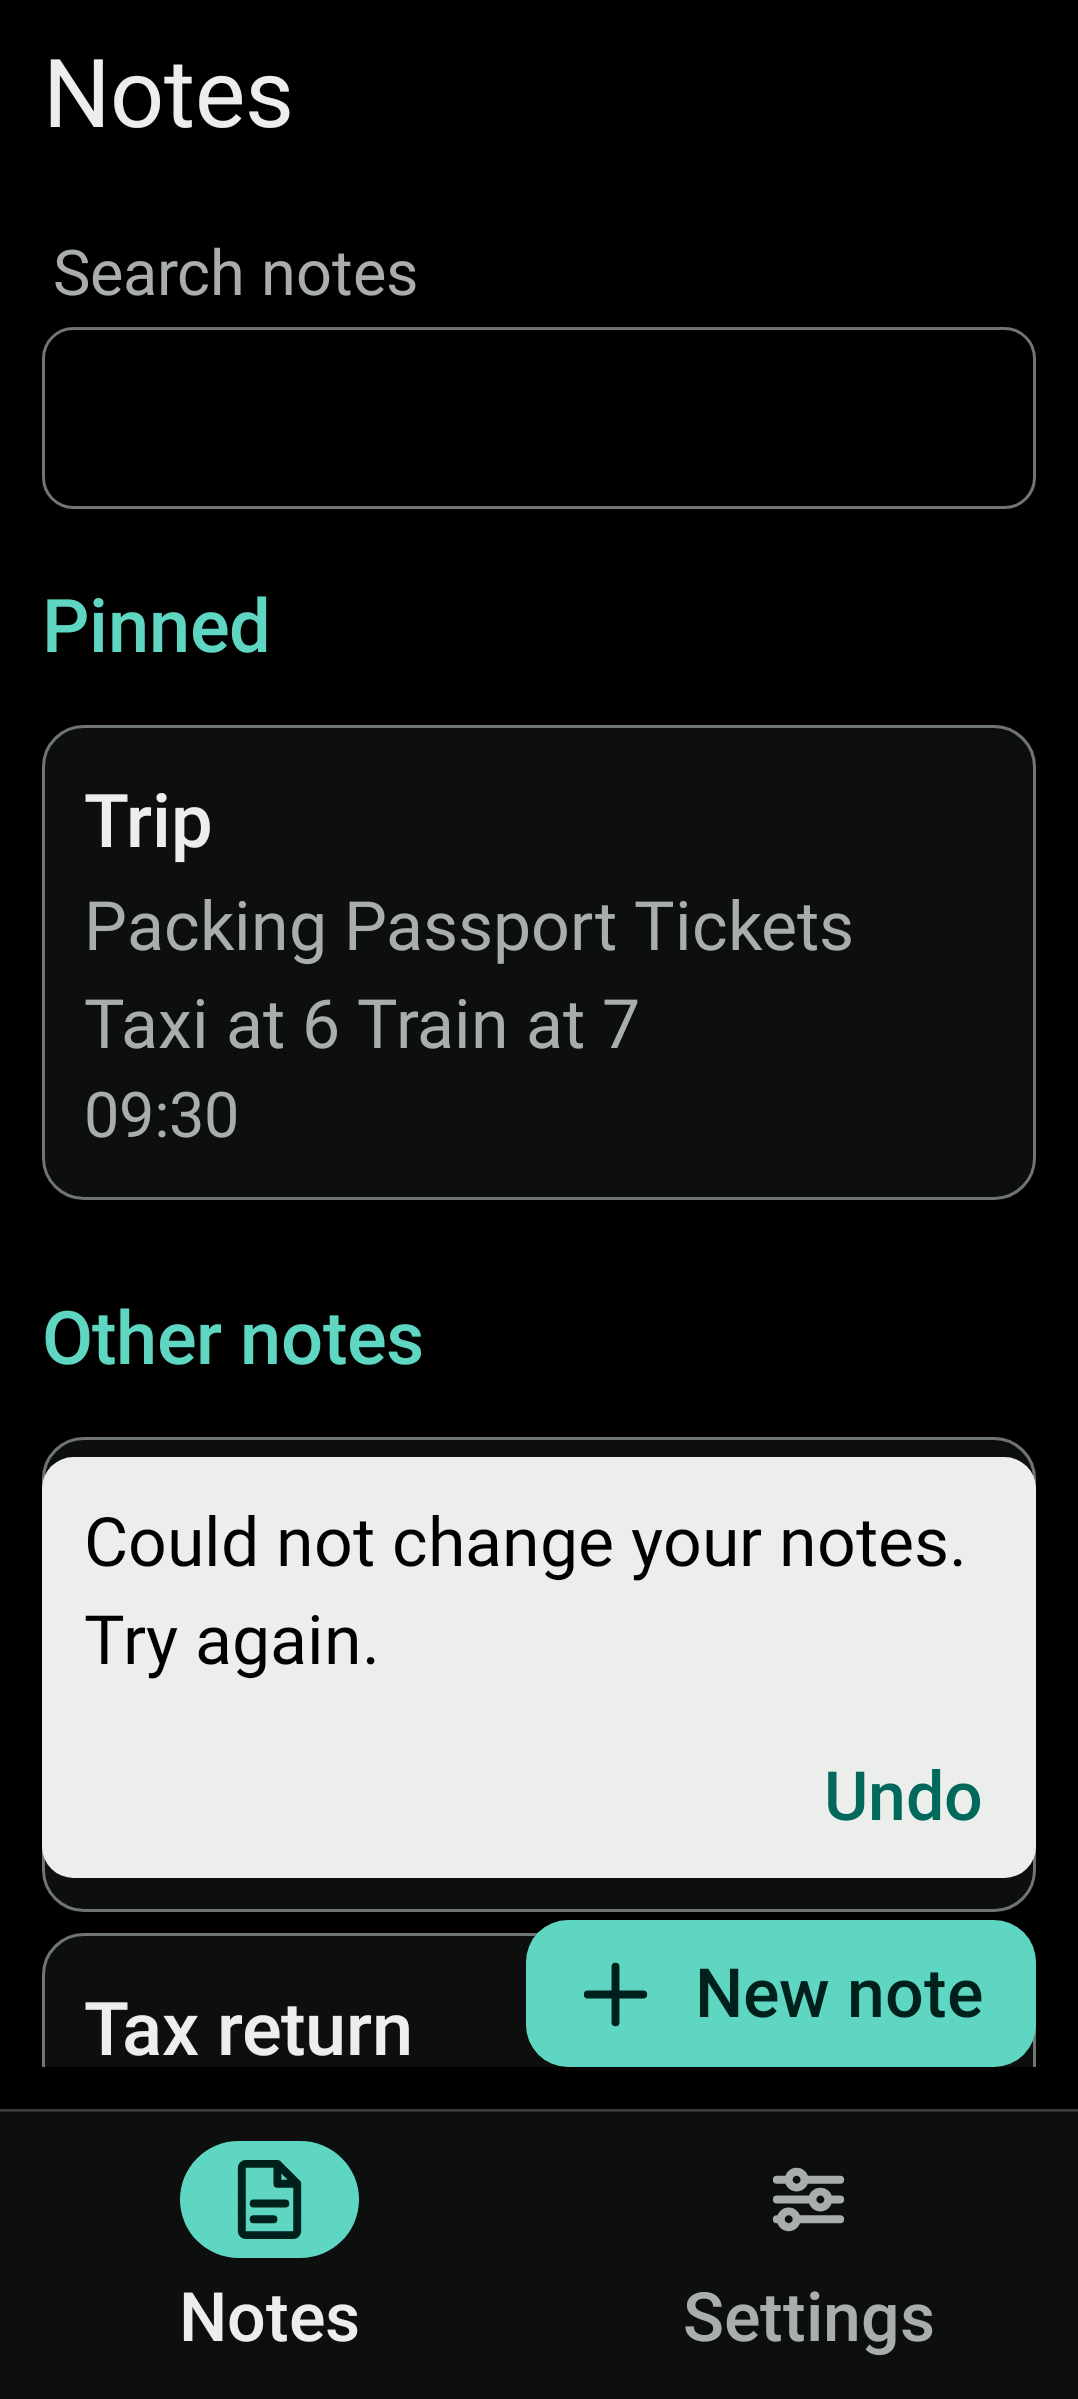 Notes
Search notes
Pinned
Trip
Packing Passport Tickets
Taxi at 6 Train at 7
09:30
Other notes
Could not change your notes.
Try again.
Undo
New note
Tax return
Notes
Settings